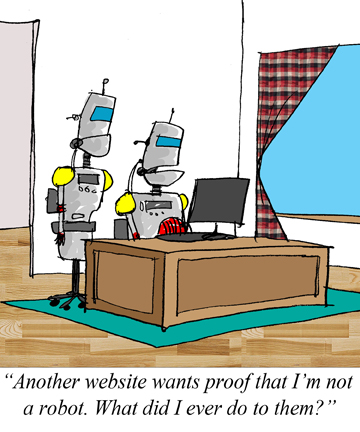 “Another website wants proof that I’m not
a robot. What did I ever do to them?”